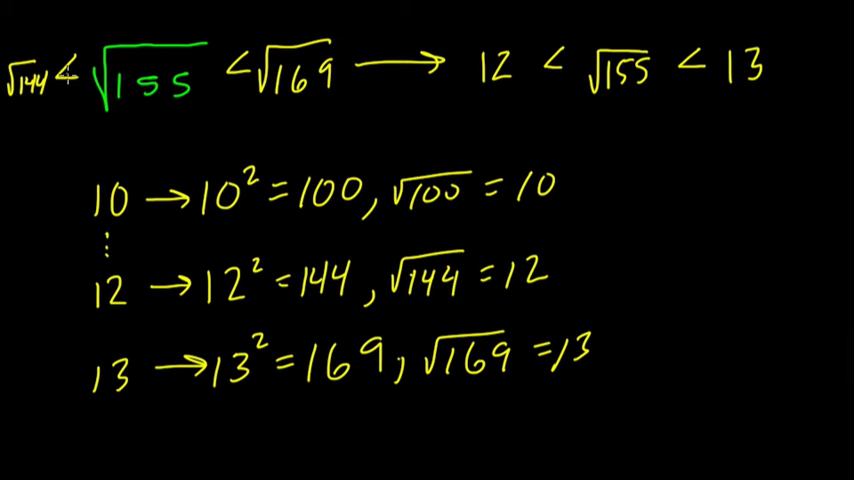 √144 < √155 < √169 → 12 < √155 < 13
10 → 10² = 100, √100 = 10
⋮
12 → 12² = 144, √144 = 12
13 → 13² = 169, √169 = 13